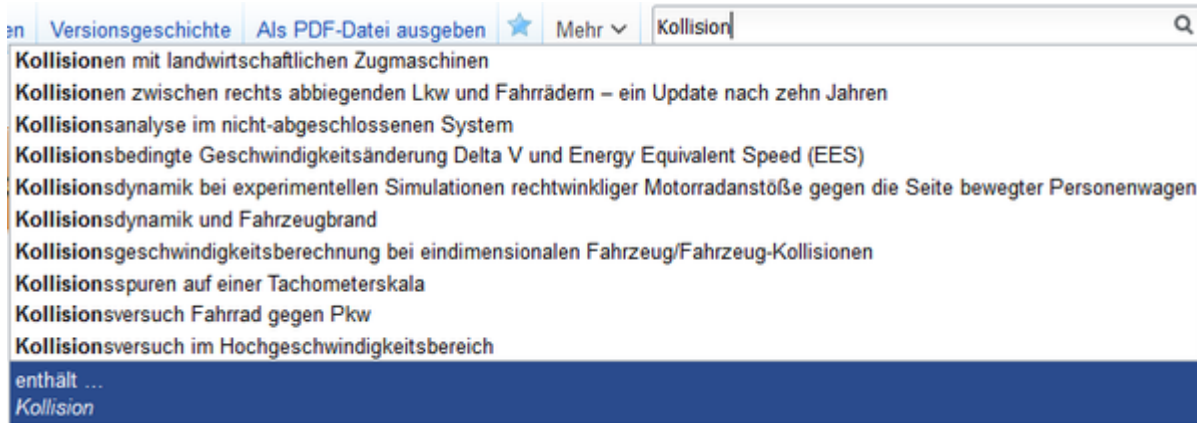 en Versionsgeschichte Als PDF-Datei ausgeben Mehr Kollision
Kollisionen mit landwirtschaftlichen Zugmaschinen
Kollisionen zwischen rechts abbiegenden Lkw und Fahrrädern – ein Update nach zehn Jahren
Kollisionsanalyse im nicht-abgeschlossenen System
Kollisionsbedingte Geschwindigkeitsänderung Delta V und Energy Equivalent Speed (EES)
Kollisionsdynamik bei experimentellen Simulationen rechtwinkliger Motorradanstöße gegen die Seite bewegter Personenwagen
Kollisionsdynamik und Fahrzeugbrand
Kollisionsgeschwindigkeitsberechnung bei eindimensionalen Fahrzeug/Fahrzeug-Kollisionen
Kollisionsspuren auf einer Tachometerskala
Kollisionsversuch Fahrrad gegen Pkw
Kollisionsversuch im Hochgeschwindigkeitsbereich
enthält …
Kollision